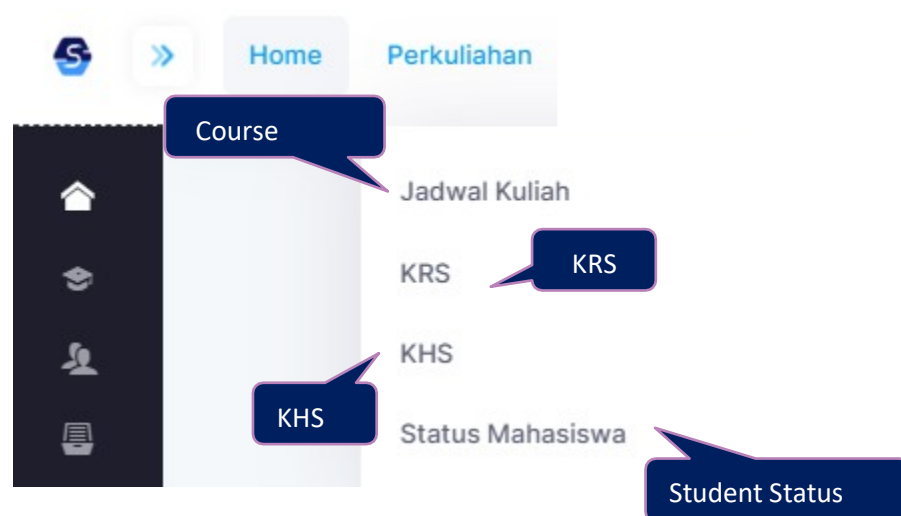 S
Home
Perkuliahan
Course
Jadwal Kuliah
KRS
KRS
KHS
KHS
Status Mahasiswa
Student Status